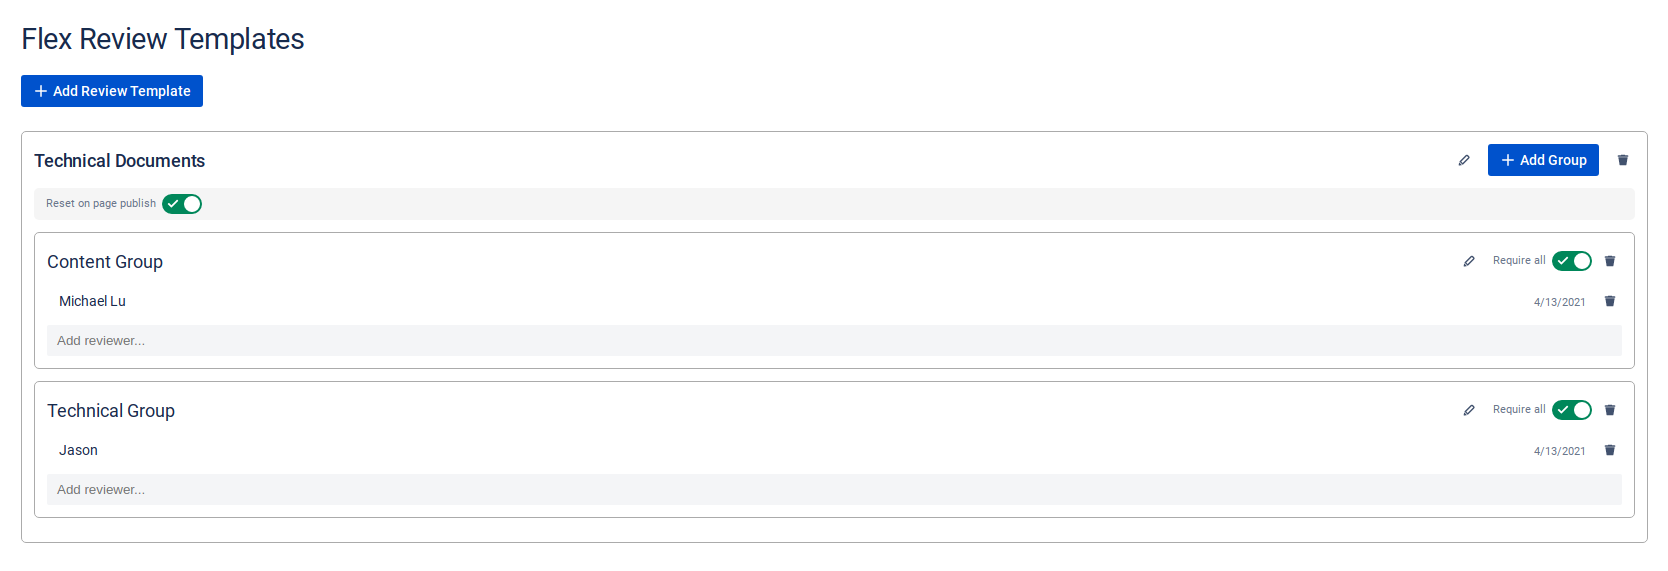 Flex Review Templates
Add Review Template
Technical Documents
Add Group
Reset on page publish
Content Group
Require all
Michael Lu
4/13/2021
Add reviewer...
Technical Group
Require all
Jason
4/13/2021
Add reviewer...